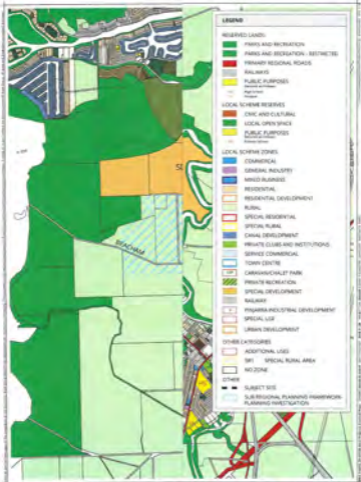 LEGEND
RESERVED LANDS
PARKS AND RECREATION
PARKS AND RECREATION - RESTRICTED
PRIMARY REGIONAL ROADS
RAILWAYS
PUBLIC PURPOSES
LOCAL SCHEME RESERVES
CIVIC AND CULTURAL
LOCAL OPEN SPACE
PUBLIC PURPOSES
LOCAL SCHEME ZONES
COMMERCIAL
GENERAL INDUSTRY
MIXED BUSINESS
RESIDENTIAL
RESIDENTIAL DEVELOPMENT
RURAL
SPECIAL RESIDENTIAL
SPECIAL RURAL
CANAL DEVELOPMENT
PRIVATE CLUBS AND INSTITUTIONS
SERVICE COMMERCIAL
TOWN CENTRE
CARAVAN/CHALET PARK
PRIVATE RECREATION
SPECIAL DEVELOPMENT
RAILWAY
PINJARRA INDUSTRIAL DEVELOPMENT
SPECIAL USE
URBAN DEVELOPMENT
OTHER CATEGORIES
ADDITIONAL USES
SR1 SPECIAL RURAL AREA
NO ZONE
OTHER
SUBJECT SITE
SUB REGIONAL PLANNING FRAMEWORK
PLANNING INVESTIGATION
BEACHAM